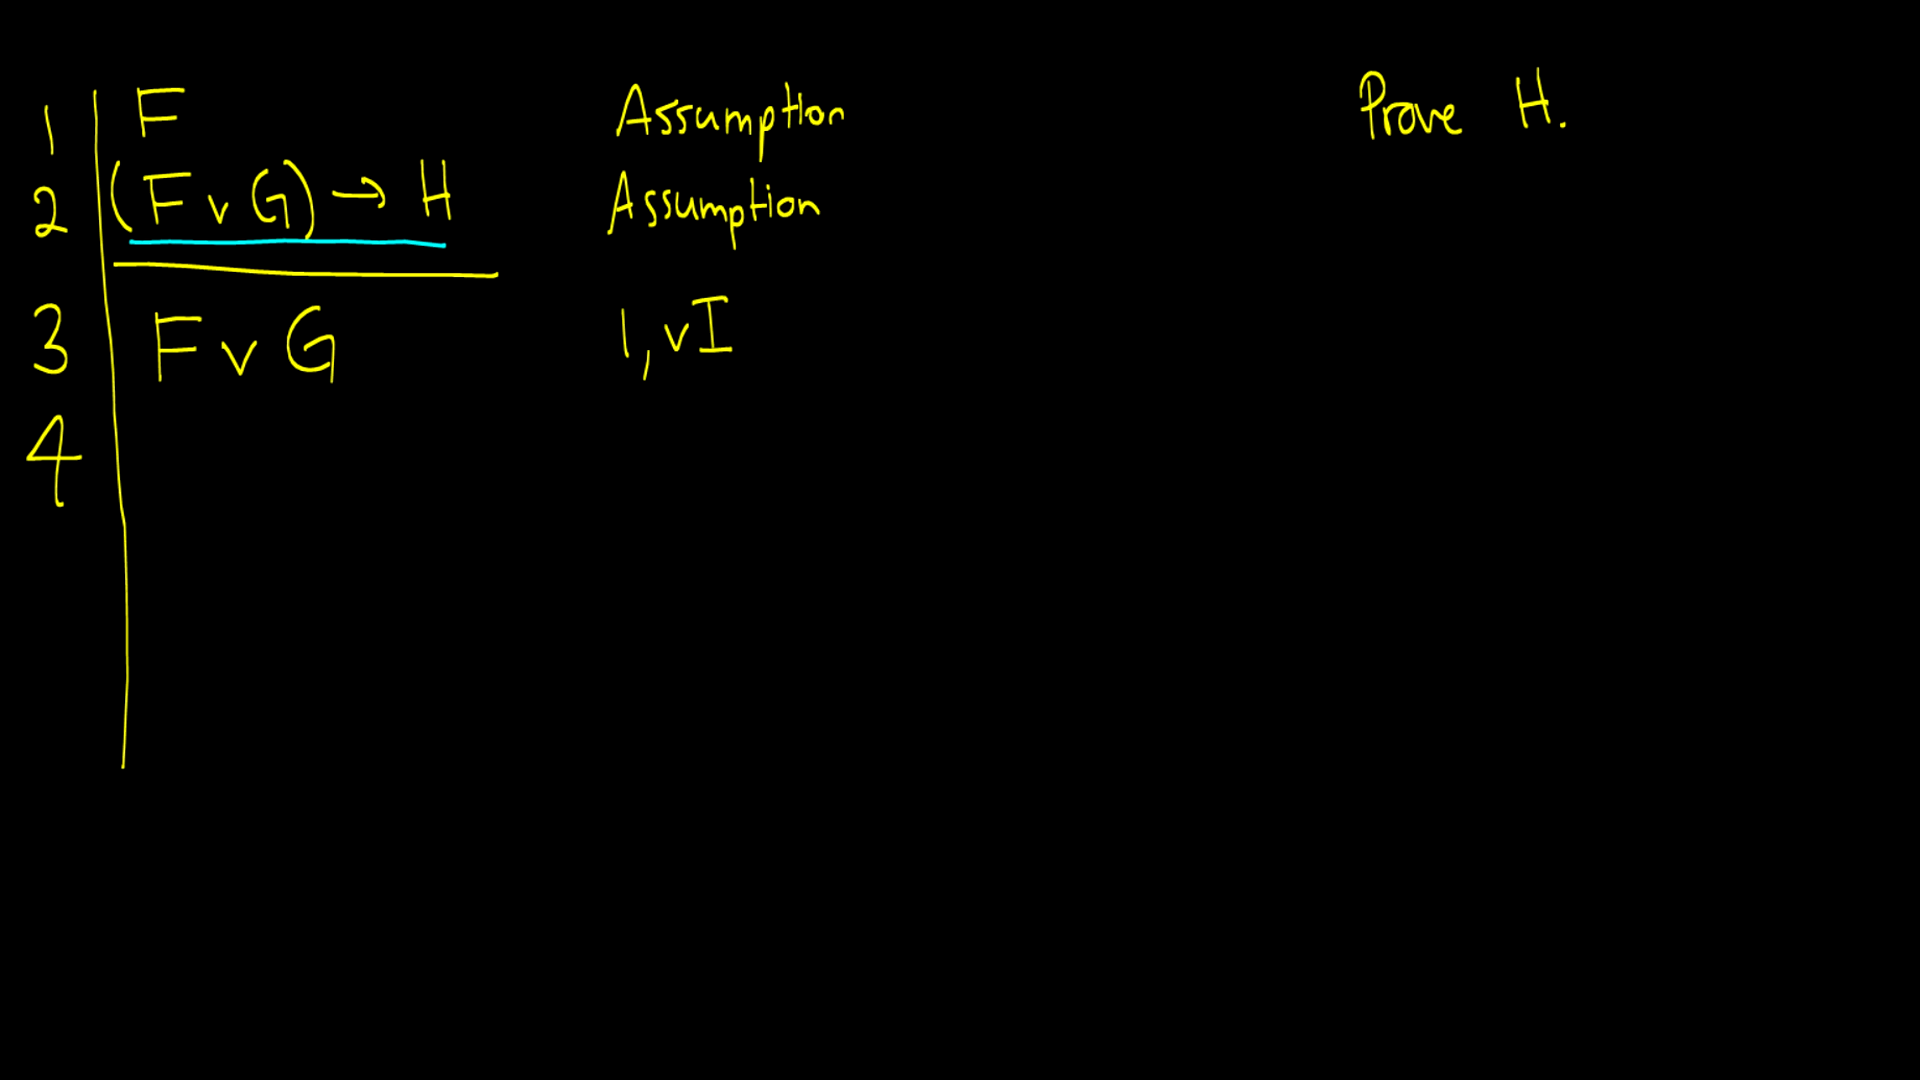 1 F Assumption Prove H.
2 (F v G) → H Assumption
3 F v G 1, vI
4